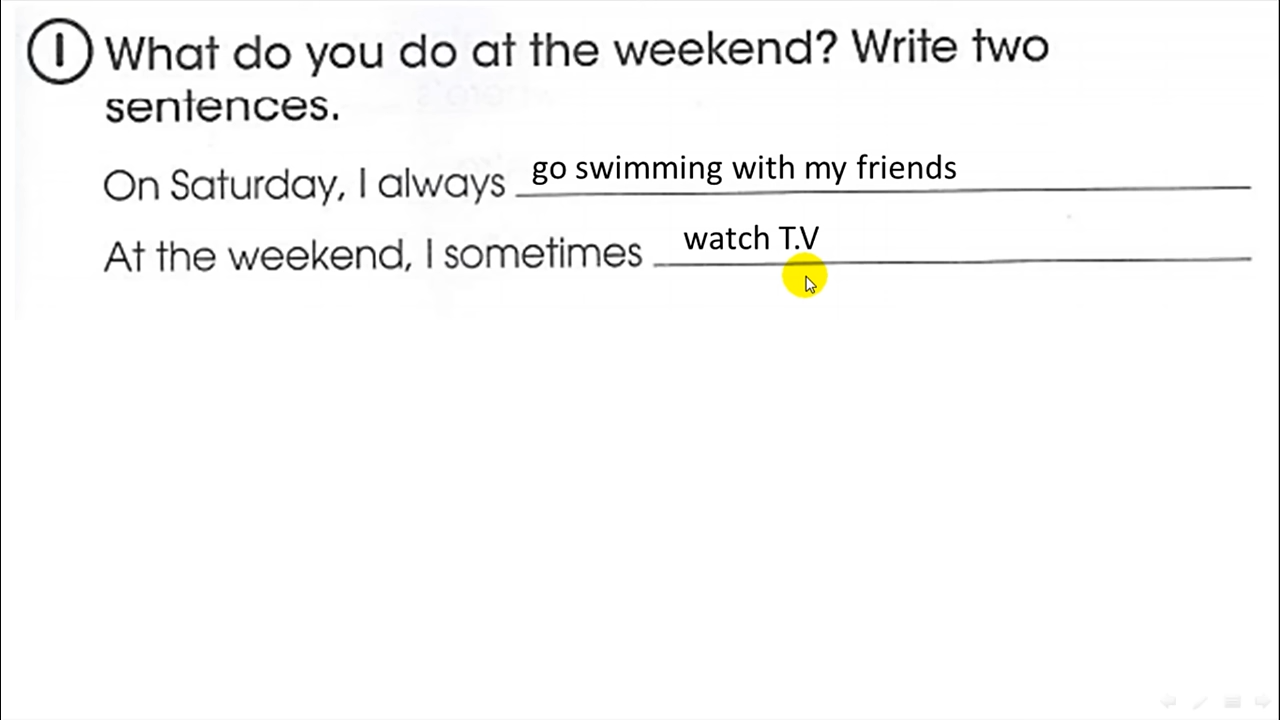 1 What do you do at the weekend? Write two
sentences.
On Saturday, I always go swimming with my friends
At the weekend, I sometimes watch T.V